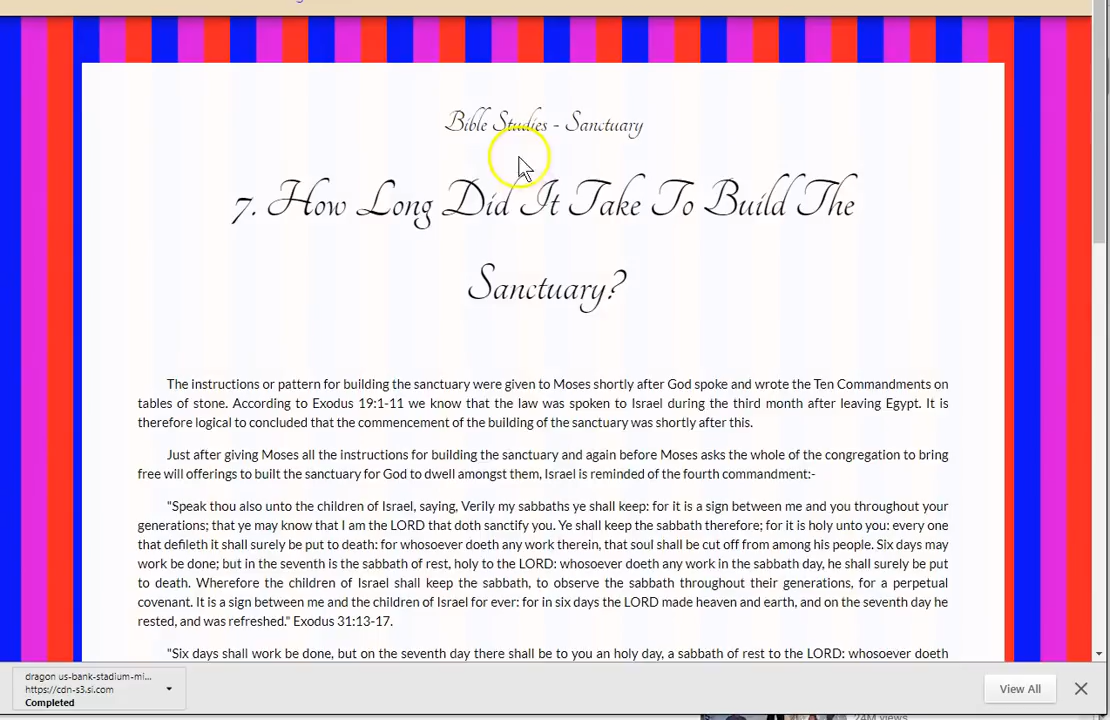 Bible Studies - Sanctuary
7. How Long Did It Take To Build The
Sanctuary?
The instructions or pattern for building the sanctuary were given to Moses shortly after God spoke and wrote the Ten Commandments on
tables of stone. According to Exodus 19:1-11 we know that the law was spoken to Israel during the third month after leaving Egypt. It is
therefore logical to concluded that the commencement of the building of the sanctuary was shortly after this.
Just after giving Moses all the instructions for building the sanctuary and again before Moses asks the whole of the congregation to bring
free will offerings to built the sanctuary for God to dwell amongst them, Israel is reminded of the fourth commandment:-
"Speak thou also unto the children of Israel, saying, Verily my sabbaths ye shall keep: for it is a sign between me and you throughout your
generations; that ye may know that I am the LORD that doth sanctify you. Ye shall keep the sabbath therefore; for it is holy unto you: every one
that defileth it shall surely be put to death: for whosoever doeth any work therein, that soul shall be cut off from among his people. Six days may
work be done; but in the seventh is the sabbath of rest, holy to the LORD: whosoever doeth any work in the sabbath day, he shall surely be put
to death. Wherefore the children of Israel shall keep the sabbath, to observe the sabbath throughout their generations, for a perpetual
covenant. It is a sign between me and the children of Israel for ever: for in six days the LORD made heaven and earth, and on the seventh day he
rested, and was refreshed." Exodus 31:13-17.
"Six days shall work be done, but on the seventh day there shall be to you an holy day, a sabbath of rest to the LORD: whosoever doeth
dragon us-bank-stadium-mi...
https://cdn-s3.si.com
Completed
View All
24M views